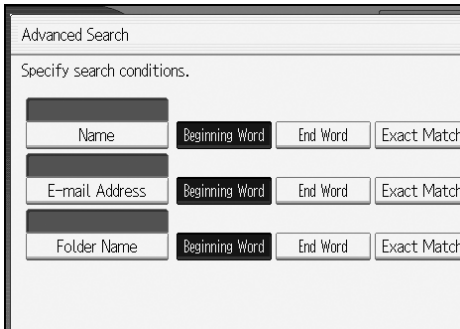 Advanced Search
Specify search conditions.
Name Beginning Word End Word Exact Match
E-mail Address Beginning Word End Word Exact Match
Folder Name Beginning Word End Word Exact Match